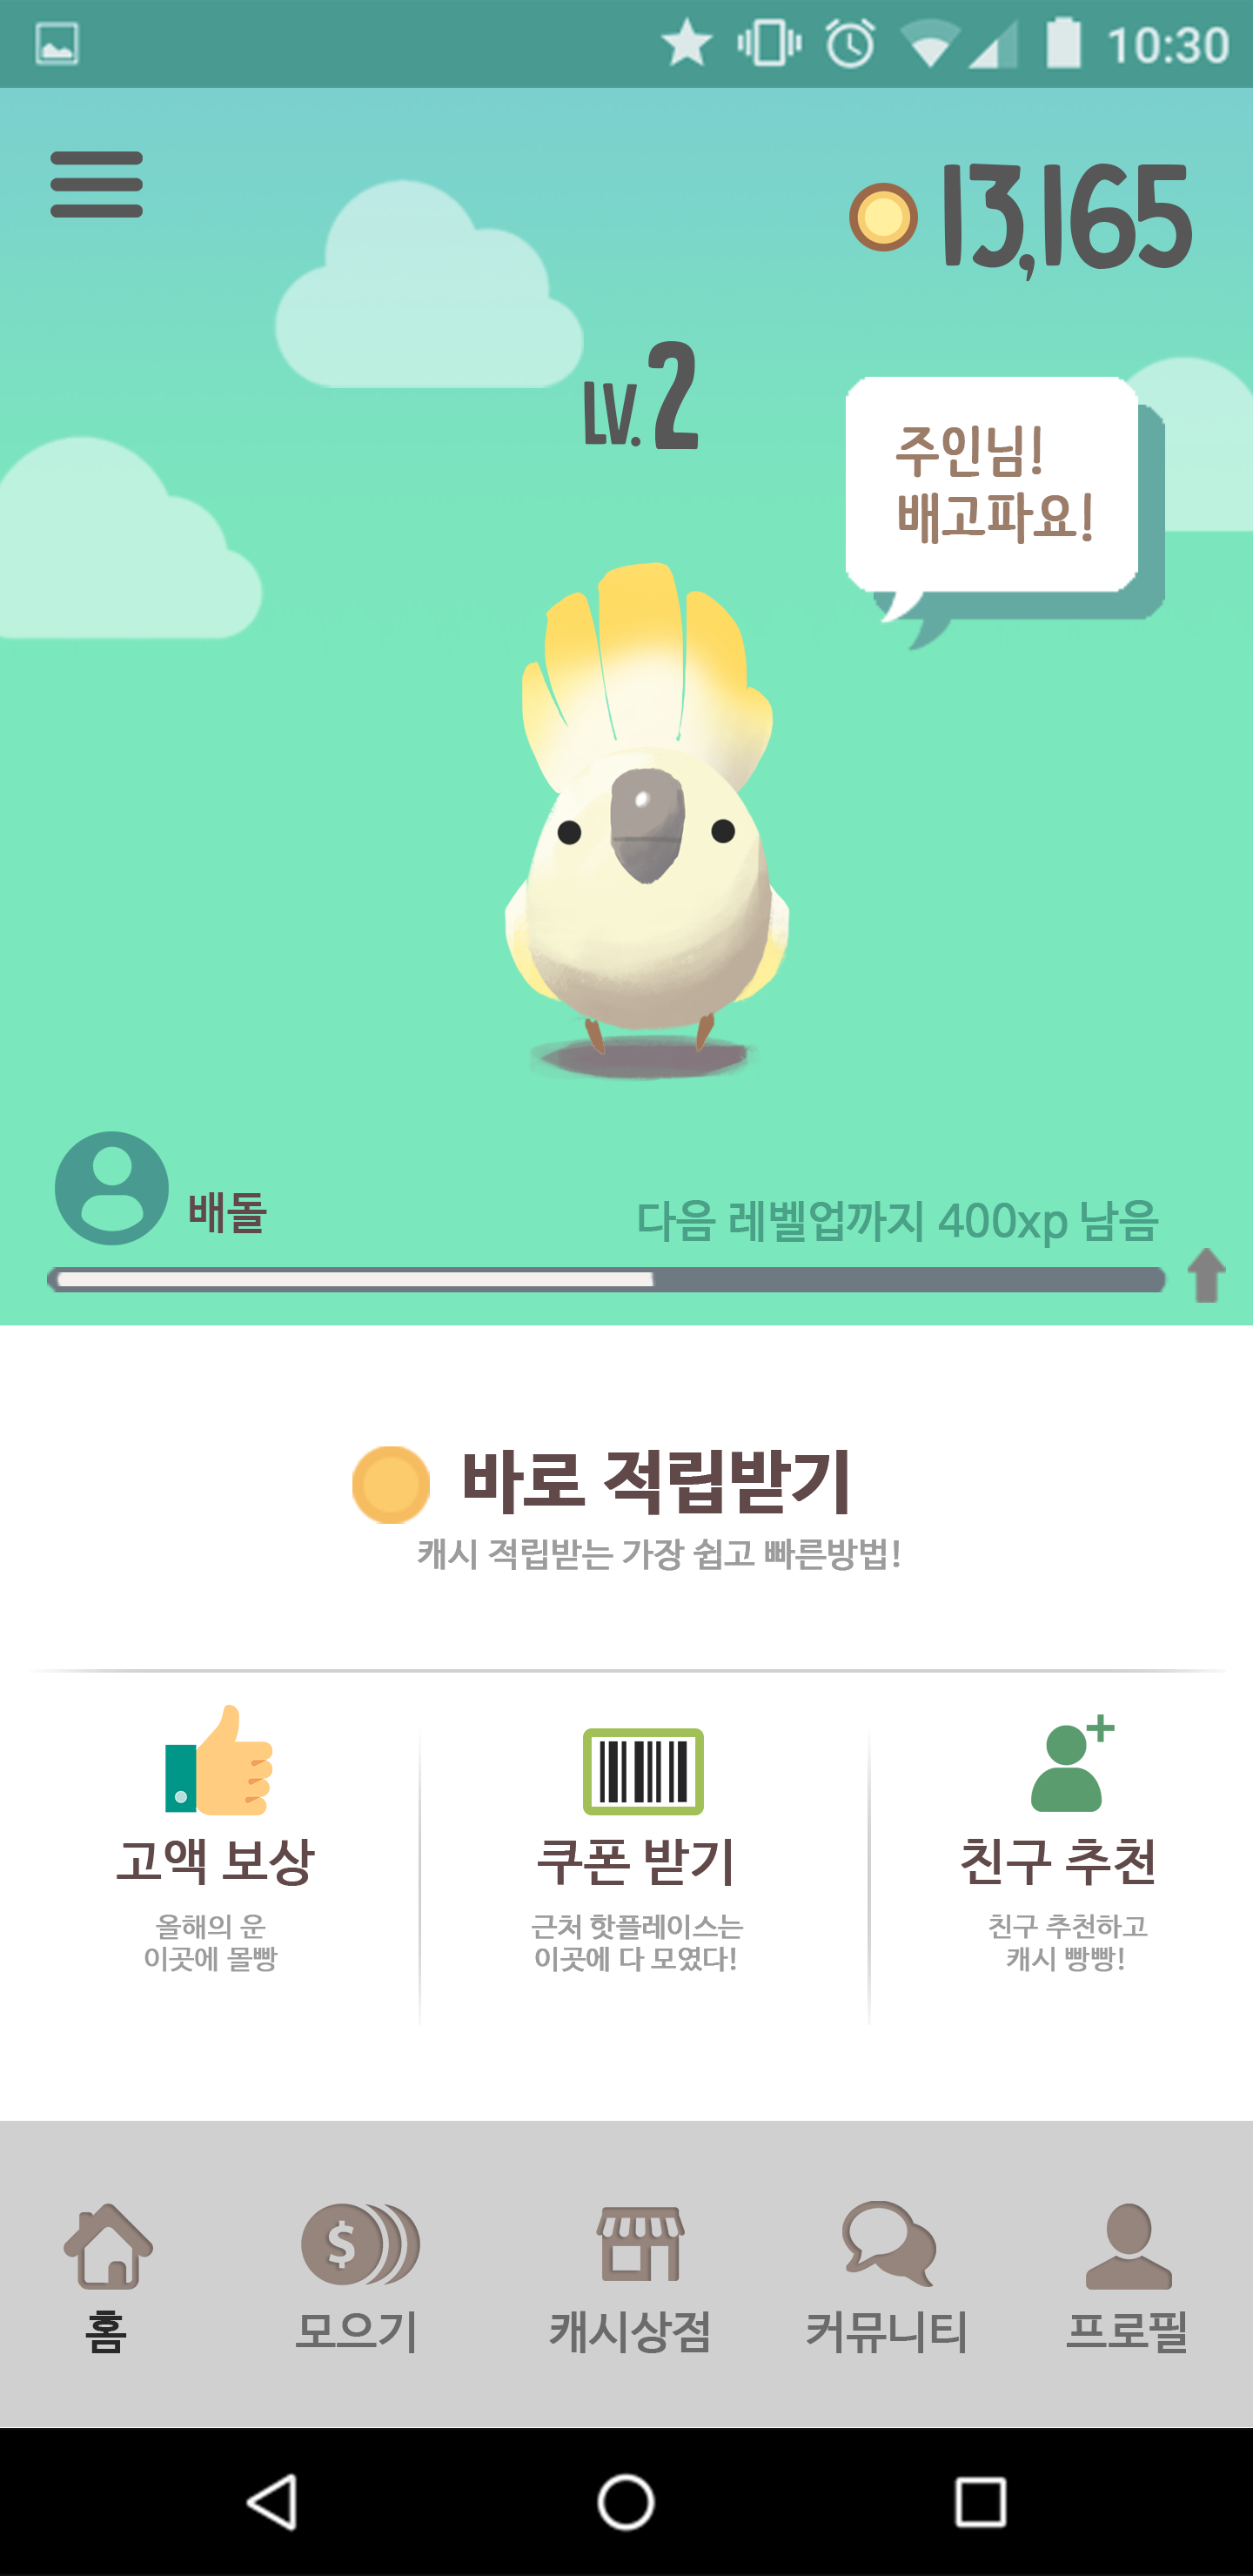 10:30
13,165
LV.2
주인님!
배고파요!
배돌
다음 레벨업까지 400xp 남음
바로 적립받기
캐시 적립받는 가장 쉽고 빠른방법!
고액 보상
올해의 운
이곳에 몰빵
쿠폰 받기
근처 핫플레이스는
이곳에 다 모였다!
친구 추천
친구 추천하고
캐시 빵빵!
$
홈
모으기
캐시상점
커뮤니티
프로필